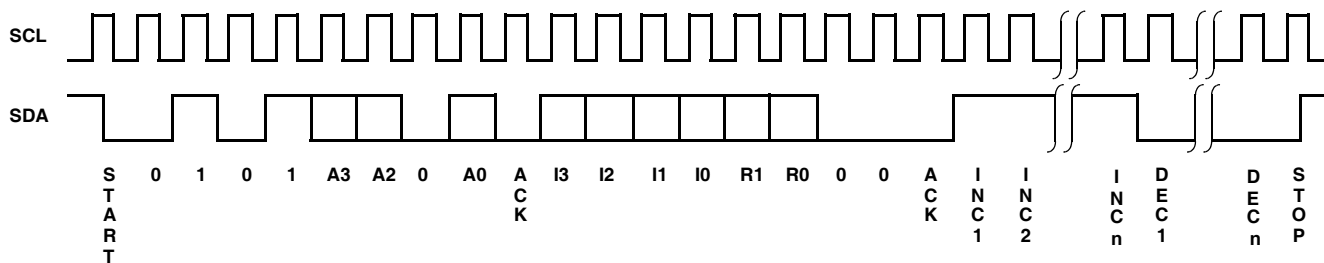 SCL
SDA
START 0 1 0 1 A3 A2 0 A0 ACK I3 I2 I1 I0 R1 R0 0 0 ACK INC1 INC2 INCn DEC1 DECn STOP